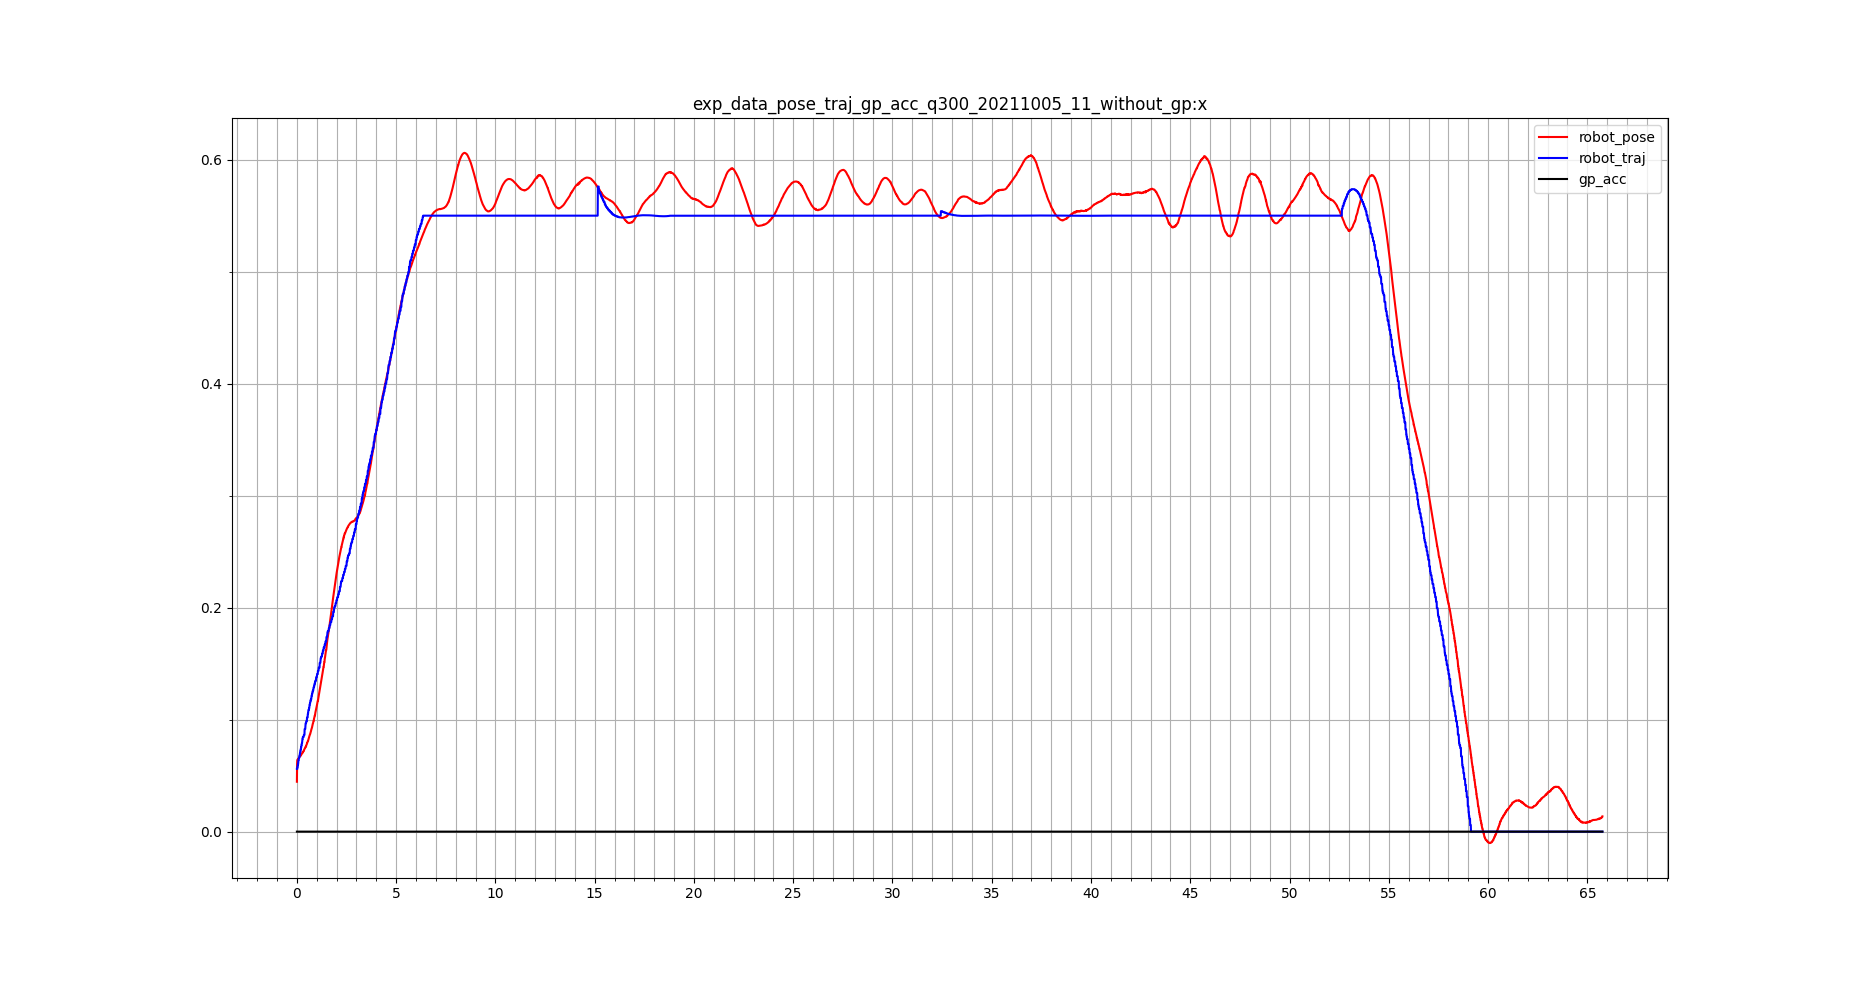 exp_data_pose_traj_gp_acc_q300_20211005_11_without_gp:x
robot_pose
robot_traj
gp_acc
0.6
0.4
0.2
0.0
0 5 10 15 20 25 30 35 40 45 50 55 60 65